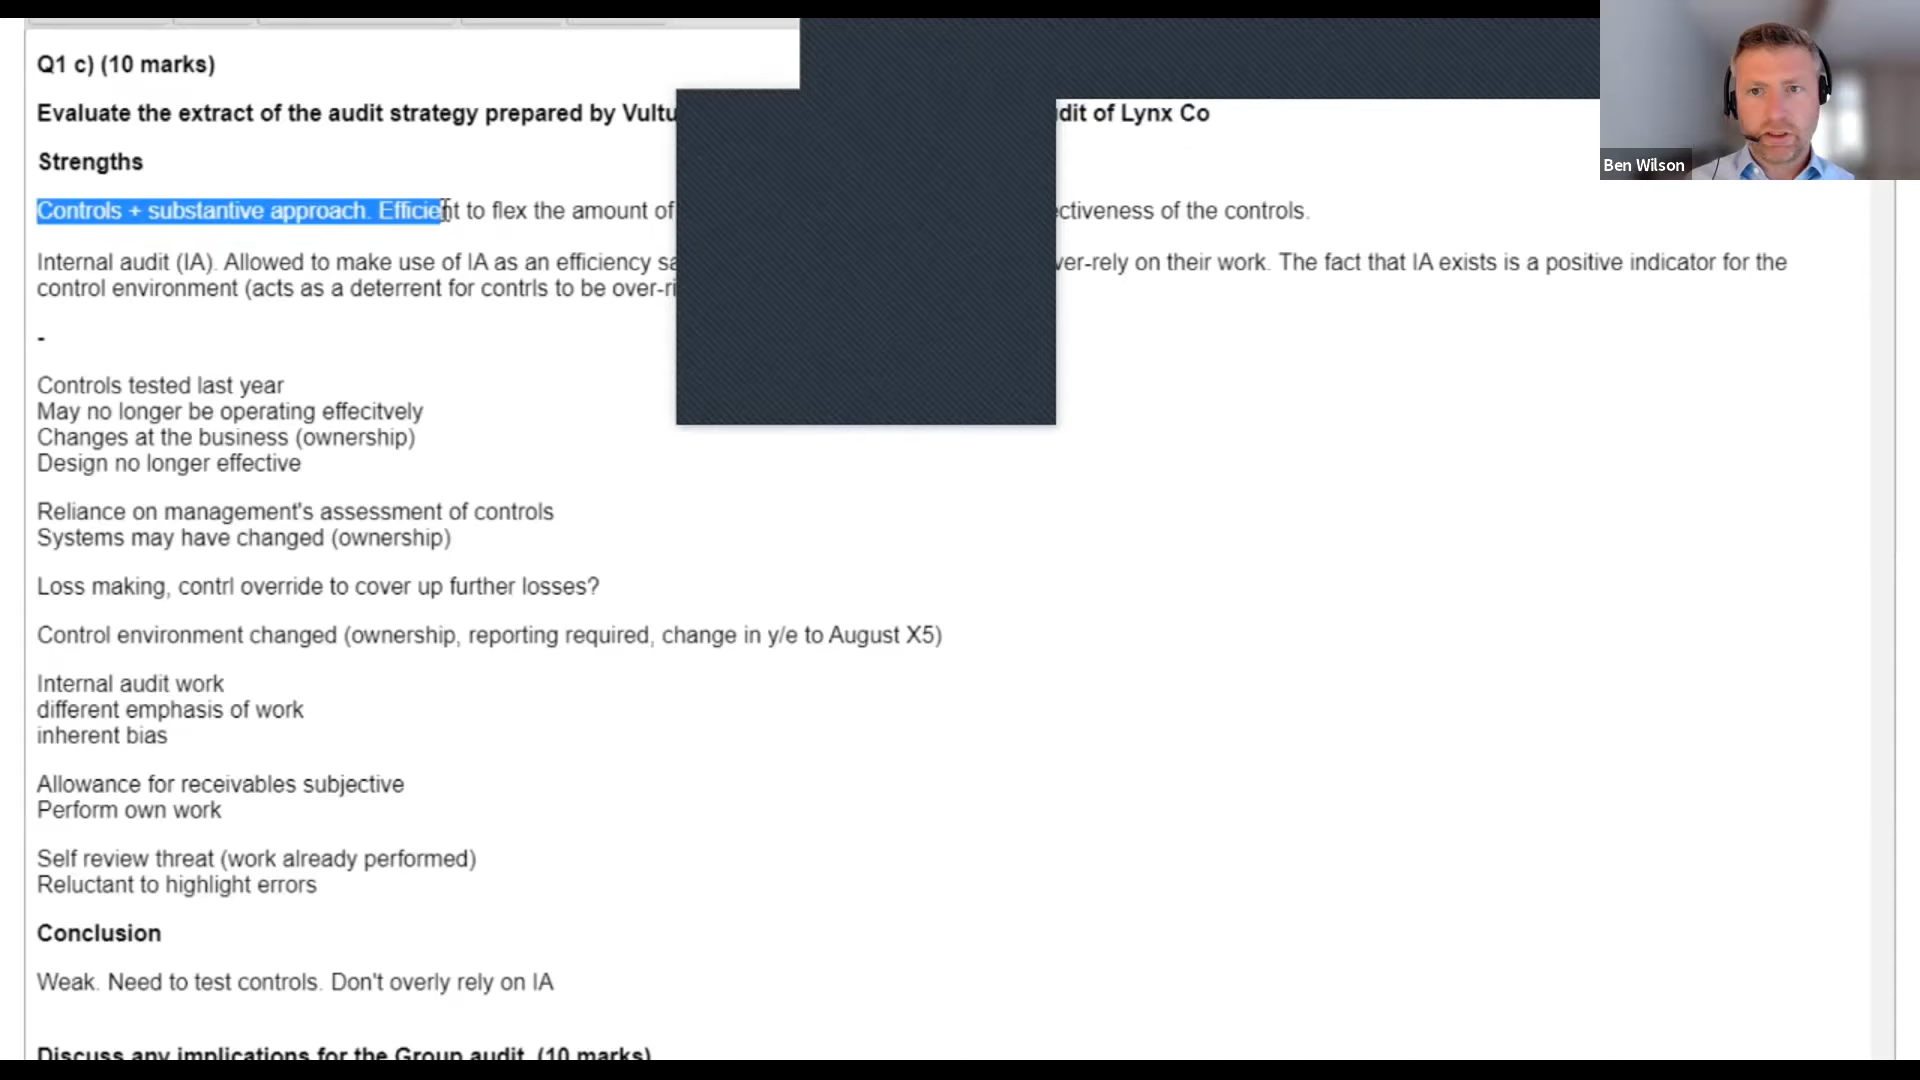 Q1 c) (10 marks)
Evaluate the extract of the audit strategy prepared by Vultu dit of Lynx Co
Strengths
Controls + substantive approach. Efficient to flex the amount of ctiveness of the controls.
Internal audit (IA). Allowed to make use of IA as an efficiency sa ver-rely on their work. The fact that IA exists is a positive indicator for the
control environment (acts as a deterrent for contrls to be over-ri
-
Controls tested last year
May no longer be operating effecitvely
Changes at the business (ownership)
Design no longer effective
Reliance on management's assessment of controls
Systems may have changed (ownership)
Loss making, contrl override to cover up further losses?
Control environment changed (ownership, reporting required, change in y/e to August X5)
Internal audit work
different emphasis of work
inherent bias
Allowance for receivables subjective
Perform own work
Self review threat (work already performed)
Reluctant to highlight errors
Conclusion
Weak. Need to test controls. Don't overly rely on IA
Discuss any implications for the Group audit. (10 marks)
Ben Wilson